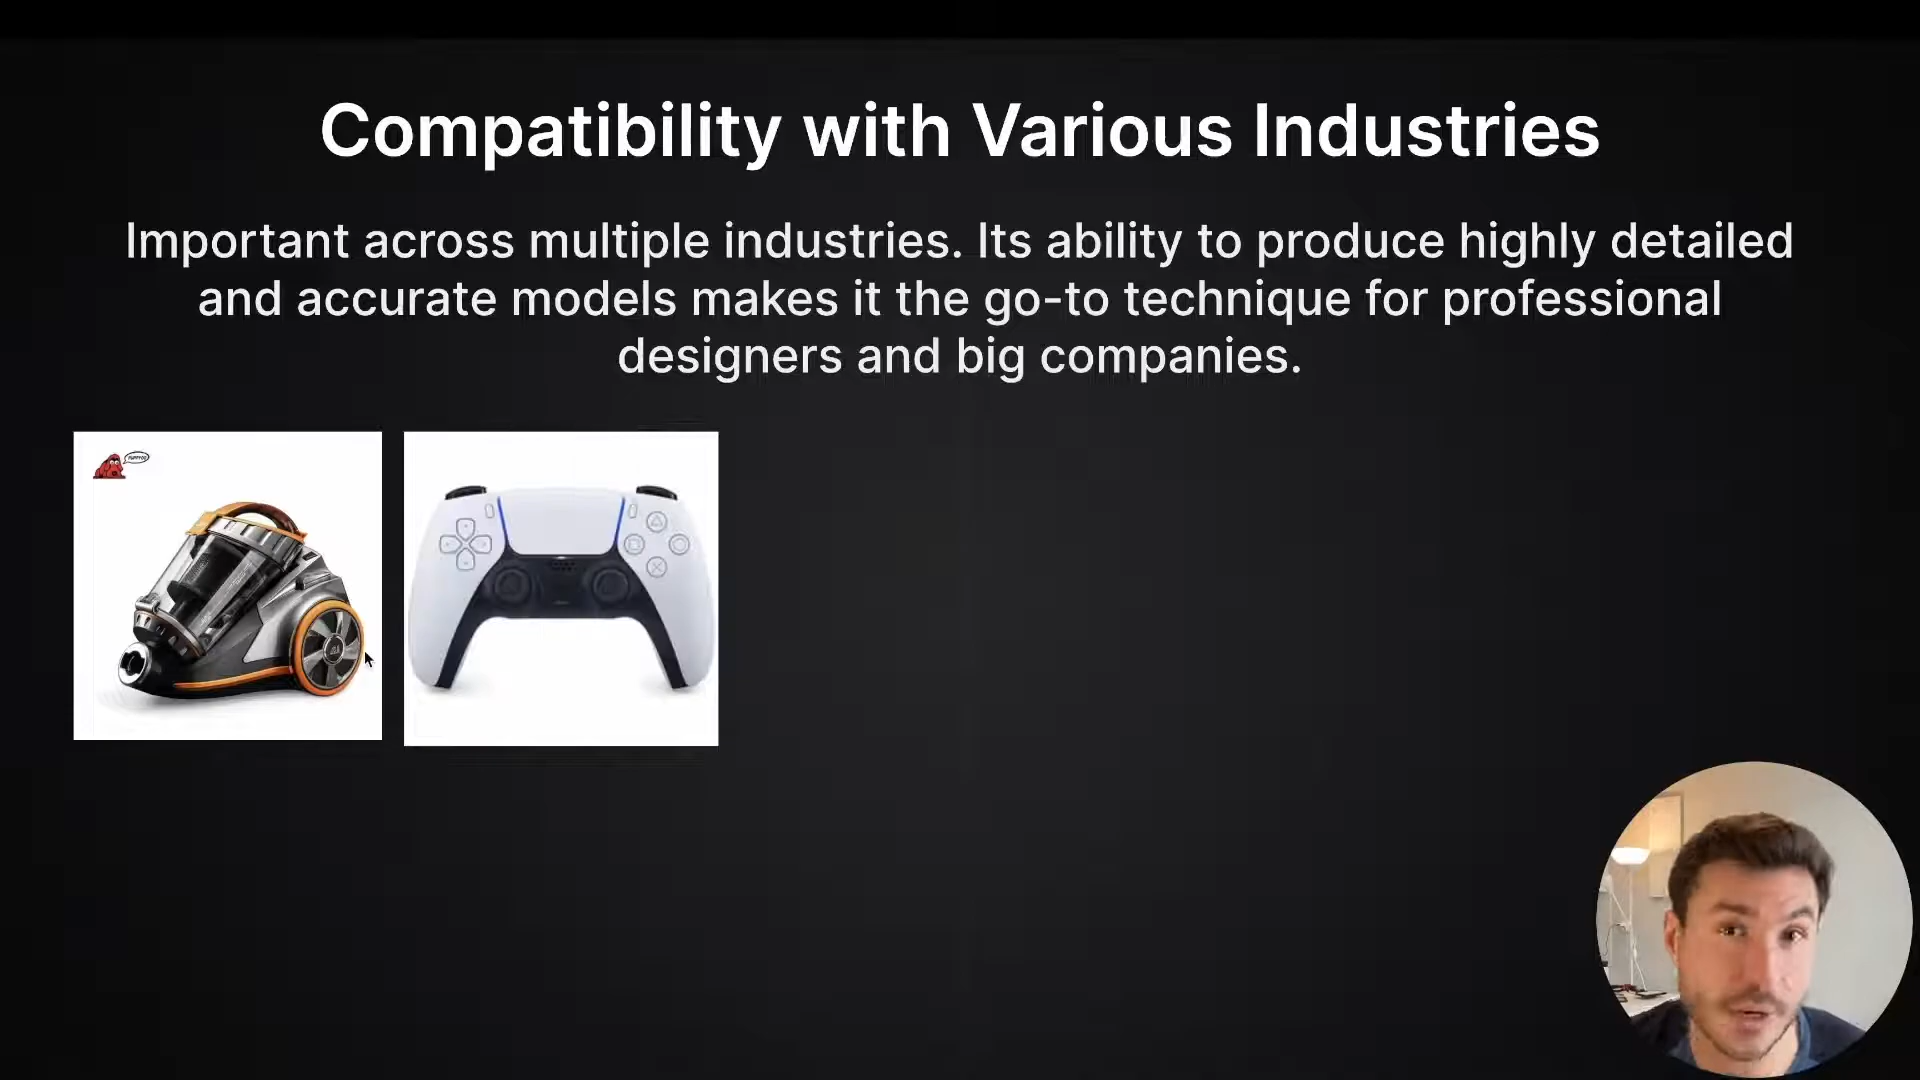 Compatibility with Various Industries
Important across multiple industries. Its ability to produce highly detailed
and accurate models makes it the go-to technique for professional
designers and big companies.